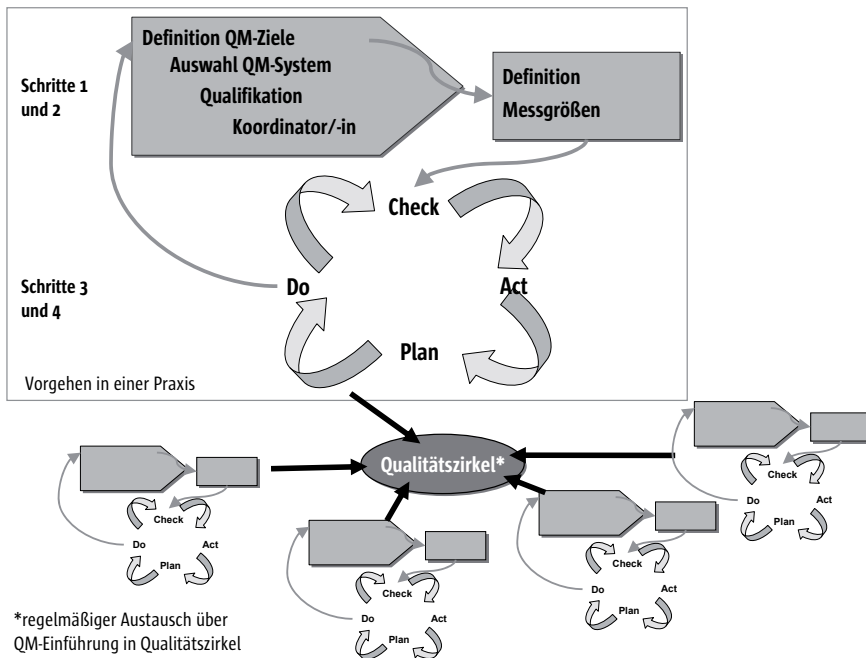 Definition QM-Ziele
Auswahl QM-System
Qualifikation
Koordinator/-in
Definition
Messgrößen
Schritte 1
und 2
Check
Do
Act
Plan
Schritte 3
und 4
Vorgehen in einer Praxis
Qualitätszirkel*
Check
Do
Act
Plan
Check
Do
Act
Plan
Check
Do
Act
Plan
Check
Do
Act
Plan
*regelmäßiger Austausch über
QM-Einführung in Qualitätszirkel